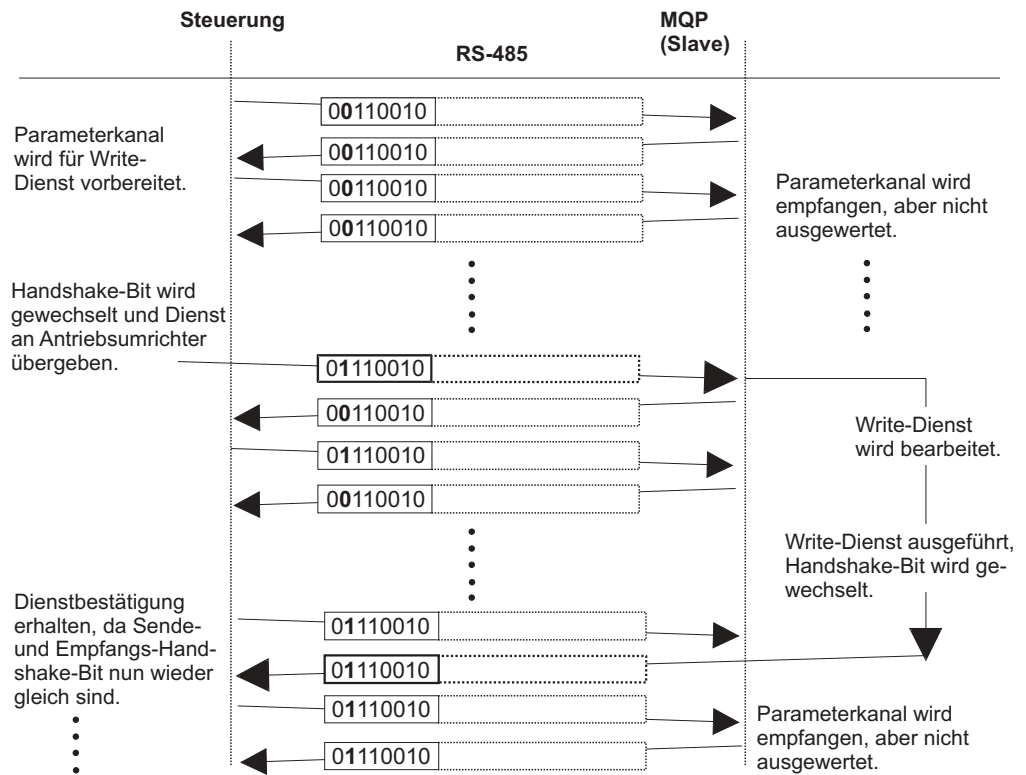 Steuerung
RS-485
MQP
(Slave)
00110010
Parameterkanal
wird für Write-
Dienst vorbereitet.
00110010
00110010
00110010
Parameterkanal wird
empfangen, aber nicht
ausgewertet.
Handshake-Bit wird
gewechselt und Dienst
an Antriebsumrichter
übergeben.
01110010
00110010
01110010
00110010
Write-Dienst
wird bearbeitet.
Write-Dienst ausgeführt,
Handshake-Bit wird ge-
wechselt.
Dienstbestätigung
erhalten, da Sende-
und Empfangs-Hand-
shake-Bit nun wieder
gleich sind.
01110010
01110010
01110010
01110010
Parameterkanal wird
empfangen, aber nicht
ausgewertet.